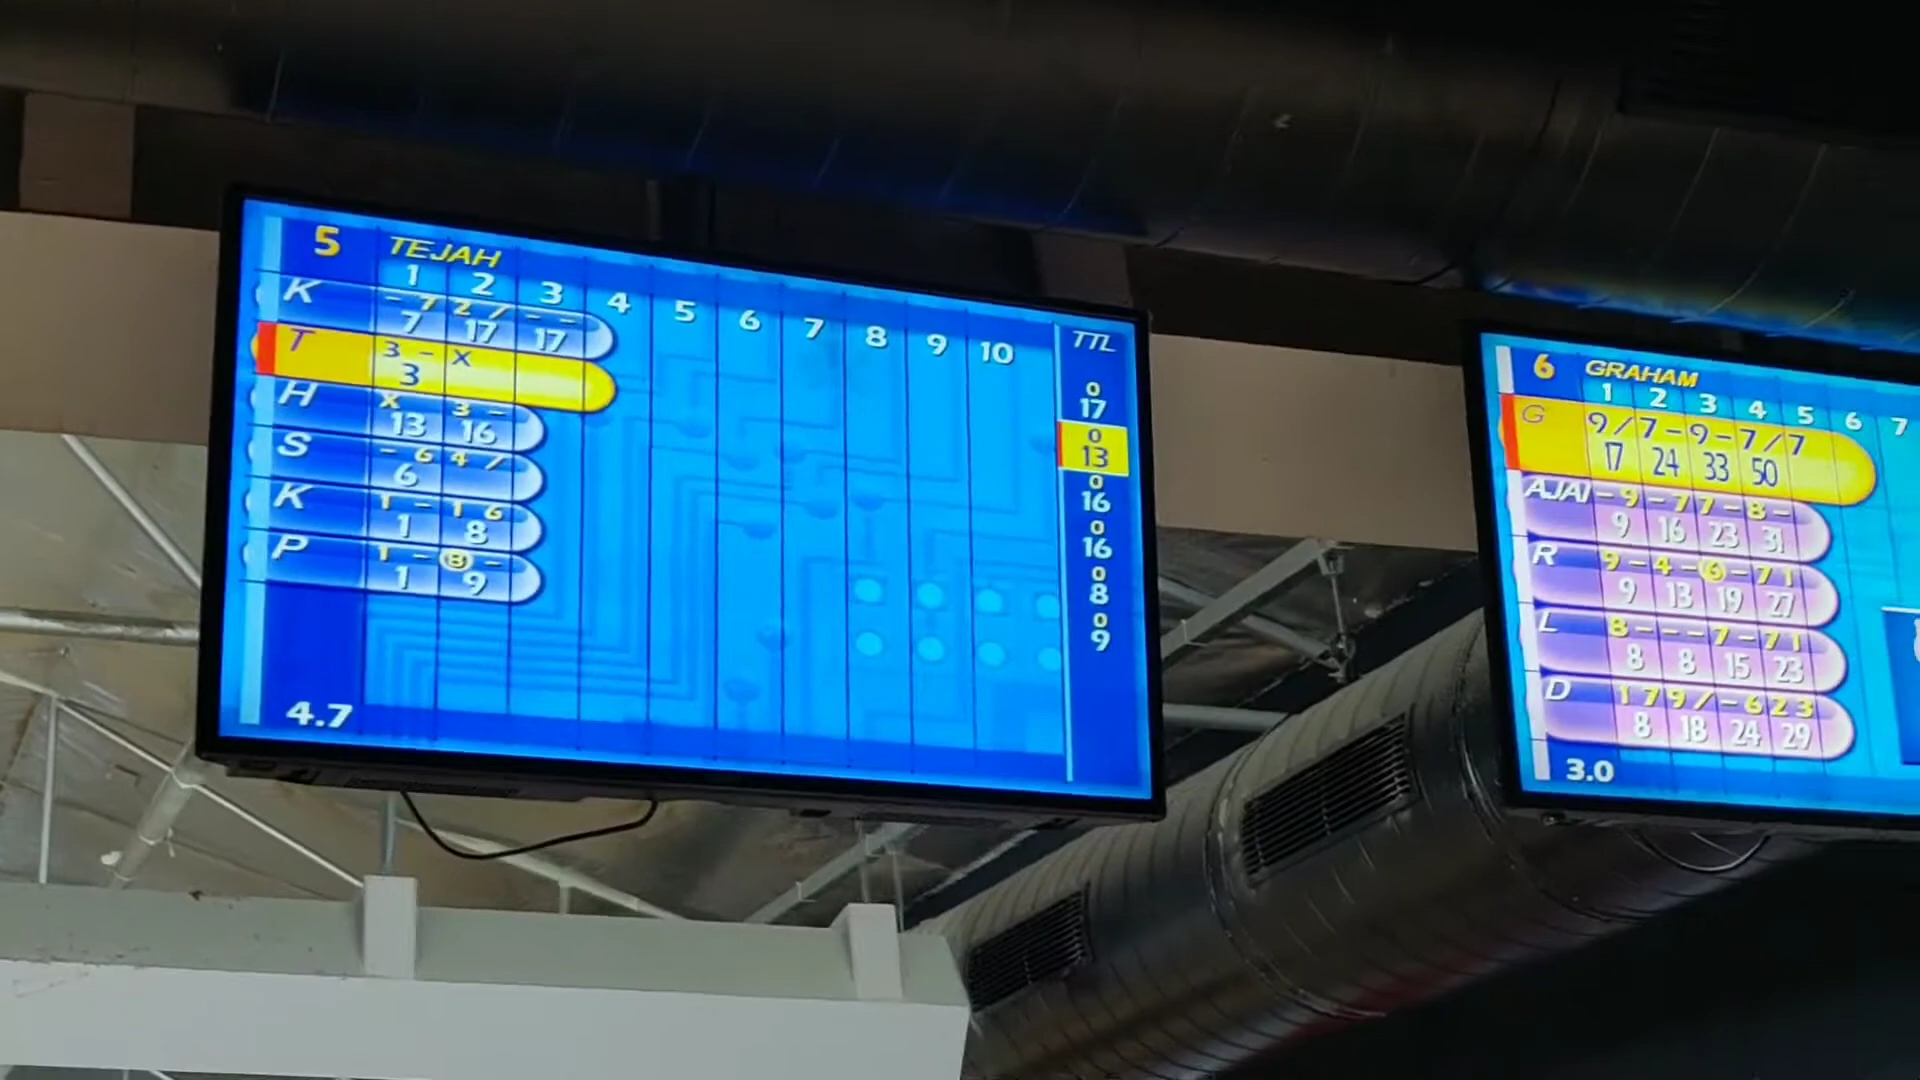 5 TEJAH
1 2 3 4 5 6 7 8 9 10 TTL
K - 7 2 / - -
7 17 17
0
17
T 3 - X
3
0
13
H X 3 -
13 16
0
16
S - 6 4 /
6
0
16
K 1 - 1 6
1 8
0
8
P 1 - 8 -
1 9
0
9
4.7
6 GRAHAM
1 2 3 4 5 6 7
G 9 / 7 - 9 - 7 / 7
17 24 33 50
AJAI - 9 - 7 7 - 8 -
9 16 23 31
R 9 - 4 - 6 - 7 1
9 13 19 27
L 8 - - - 7 - 7 1
8 8 15 23
D 1 7 9 / - 6 2 3
8 18 24 29
3.0